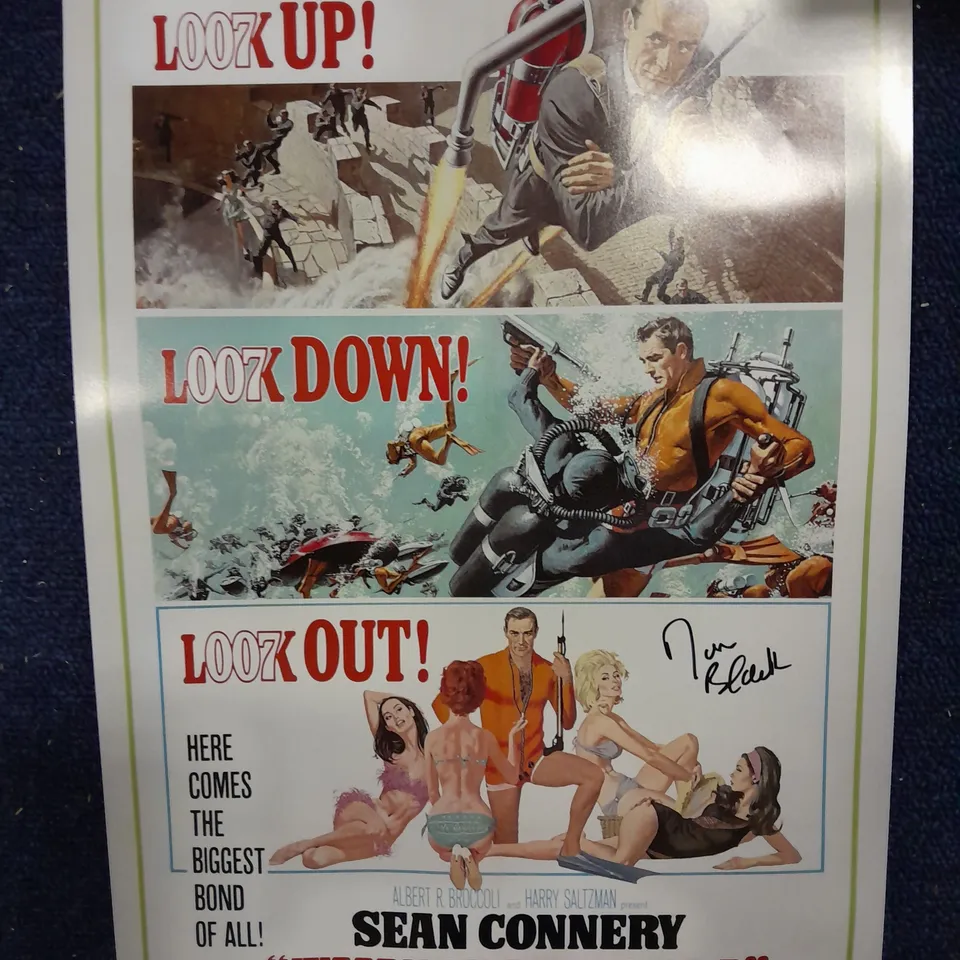 LOO7K UP!
LOO7K DOWN!
LOO7K OUT!
Black
HERE
COMES
THE
BIGGEST
BOND
OF ALL!
ALBERT R. BROCCOLI and HARRY SALTZMAN present
SEAN CONNERY